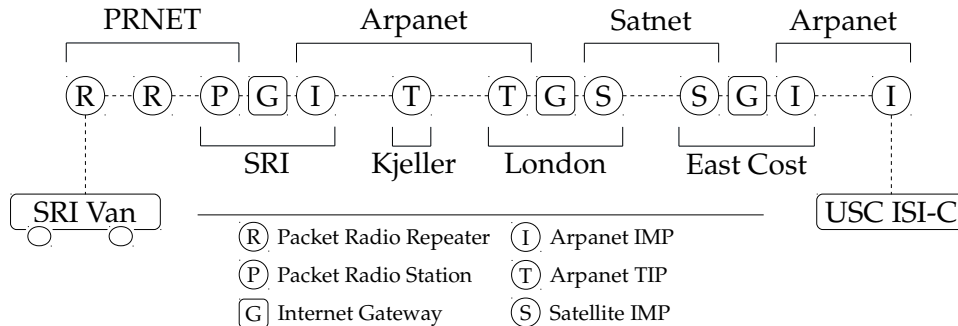 PRNET Arpanet Satnet Arpanet
R R P G I T T G S S G I I
SRI Kjeller London East Cost
SRI Van USC ISI-C
R Packet Radio Repeater I Arpanet IMP
P Packet Radio Station T Arpanet TIP
G Internet Gateway S Satellite IMP